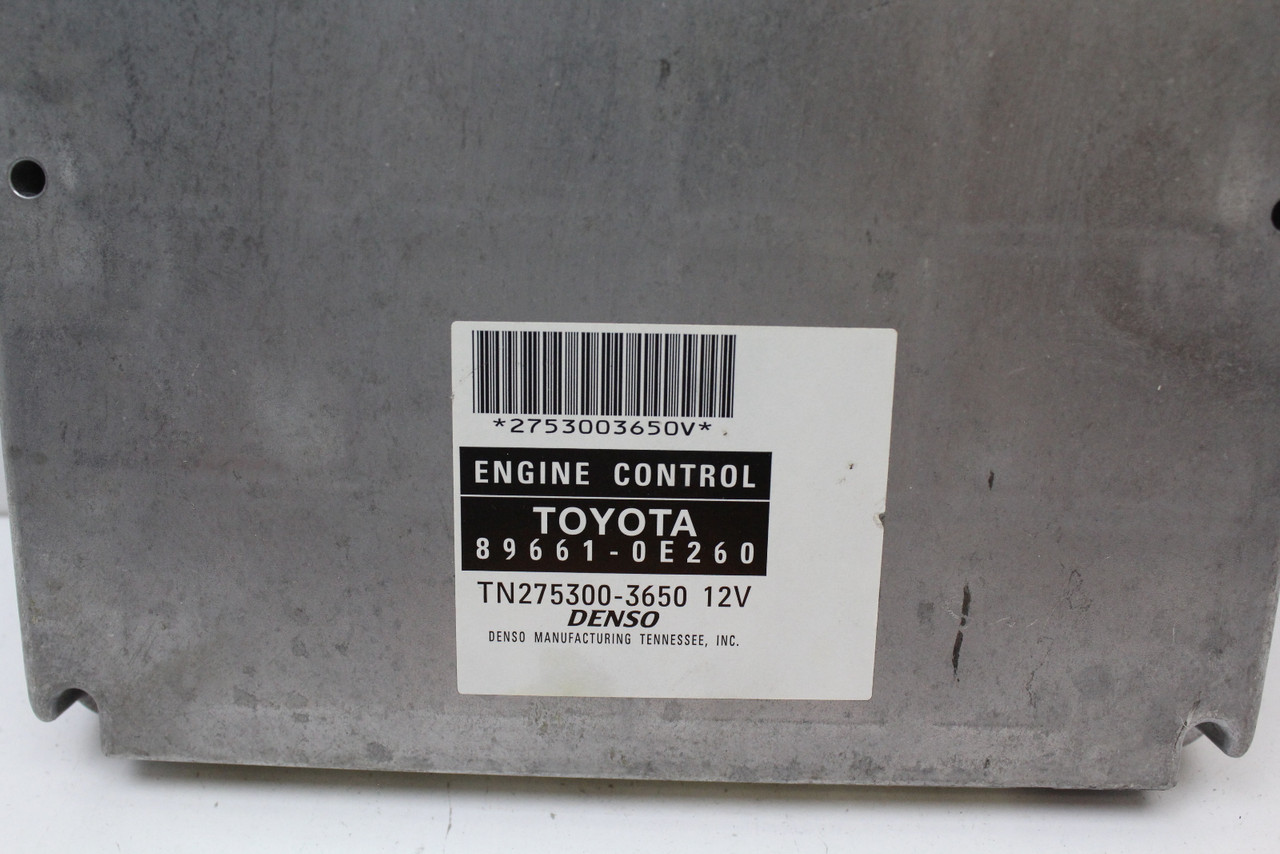 *2753003650V*
ENGINE CONTROL
TOYOTA
89661-0E260
TN275300-3650 12V
DENSO
DENSO MANUFACTURING TENNESSEE, INC.